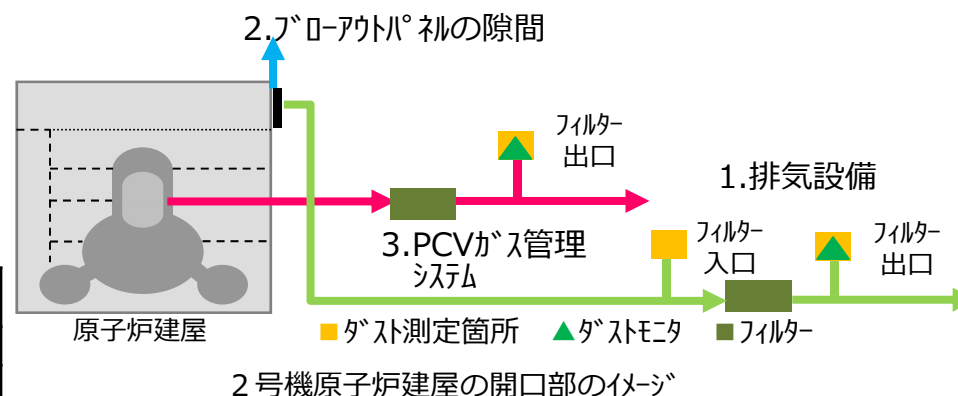 2.ﾌﾞﾛｰｱｳﾄﾊﾟﾈﾙの隙間
ﾌｨﾙﾀｰ
出口
1.排気設備
3.PCVｶﾞｽ管理
ｼｽﾃﾑ
ﾌｨﾙﾀｰ
入口
ﾌｨﾙﾀｰ
出口
原子炉建屋
■ﾀﾞｽﾄ測定箇所 ▲ﾀﾞｽﾄﾓﾆﾀ ■ﾌｨﾙﾀｰ
２号機原子炉建屋の開口部のｲﾒｰｼﾞ